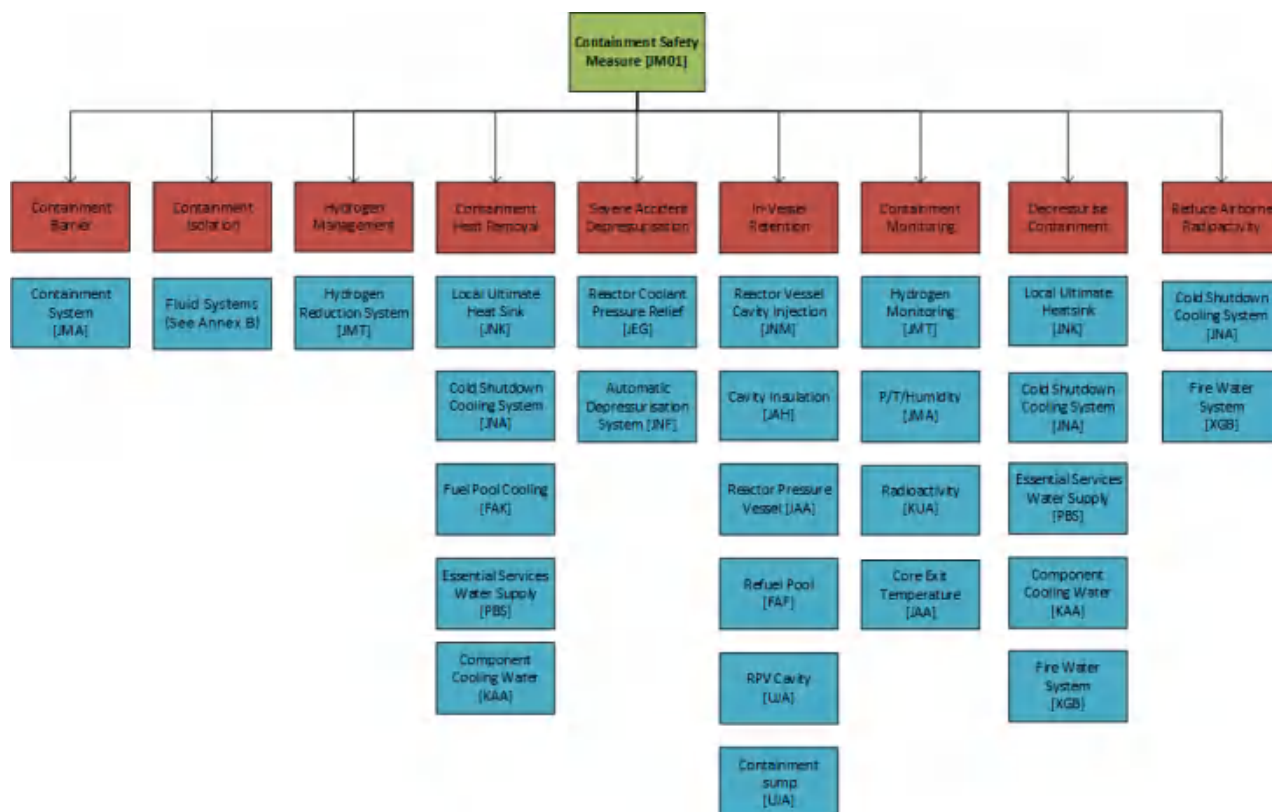 Containment Safety
Measure [JM01]
Containment
Barrier
Containment
Isolation
Hydrogen
Management
Containment
Heat Removal
Severe Accident
Depressurisation
In-Vessel
Retention
Containment
Monitoring
Depressurise
Containment
Reduce Airborne
Radioactivity
Containment
System
[JMA]
Fluid Systems
(See Annex B)
Hydrogen
Reduction System
[JMT]
Local Ultimate
Heat Sink
[JNK]
Cold Shutdown
Cooling System
[JNA]
Fuel Pool Cooling
[FAK]
Essential Services
Water Supply
[PBS]
Component
Cooling Water
[KAA]
Reactor Coolant
Pressure Relief
[JEG]
Automatic
Depressurisation
System [JNF]
Reactor Vessel
Cavity Injection
[JNM]
Cavity Insulation
[JAH]
Reactor Pressure
Vessel [JAA]
Refuel Pool
[FAF]
RPV Cavity
[UJA]
Containment
sump
[UJA]
Hydrogen
Monitoring
[JMT]
P/T/Humidity
[JMA]
Radioactivity
[KUA]
Core Exit
Temperature
[JAA]
Local Ultimate
Heatsink
[JNK]
Cold Shutdown
Cooling System
[JNA]
Essential Services
Water Supply
[PBS]
Component
Cooling Water
[KAA]
Fire Water
System
[XGB]
Cold Shutdown
Cooling System
[JNA]
Fire Water
System
[XGB]